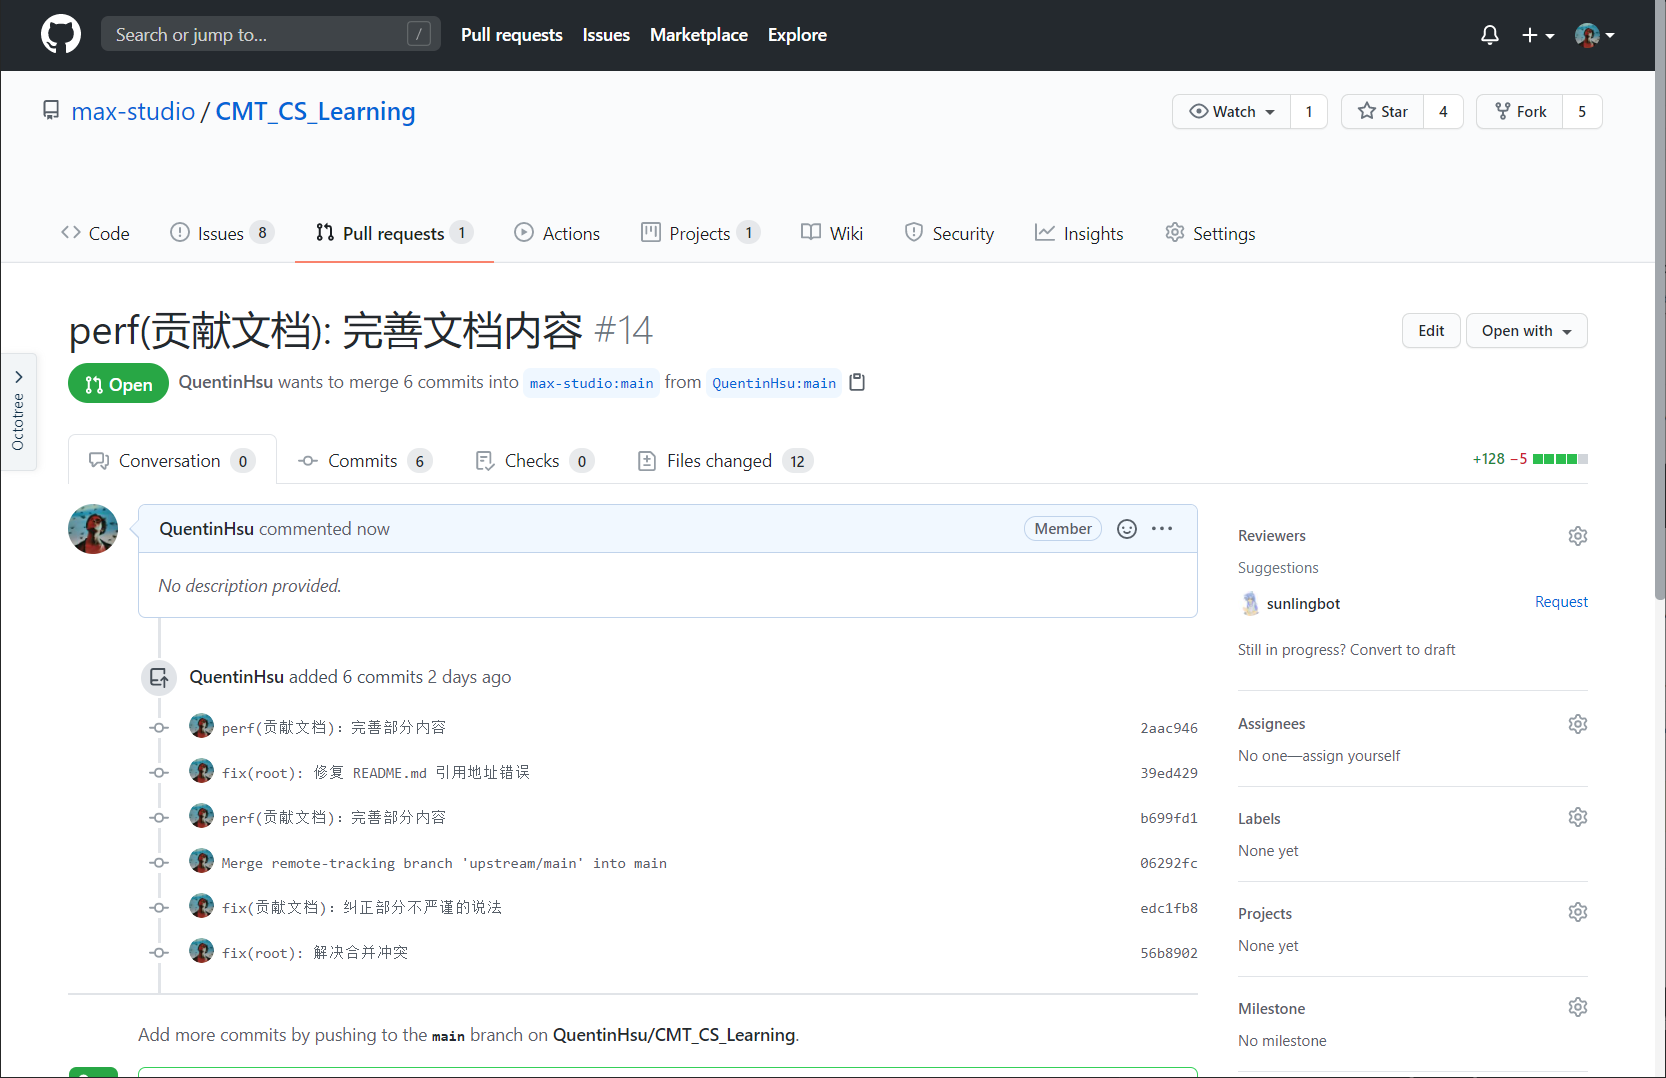 Search or jump to... /
Pull requests Issues Marketplace Explore
max-studio / CMT_CS_Learning
Watch 1 Star 4 Fork 5
Code Issues 8 Pull requests 1 Actions Projects 1 Wiki Security Insights Settings
perf(贡献文档): 完善文档内容 #14
Edit Open with
Open QuentinHsu wants to merge 6 commits into max-studio:main from QuentinHsu:main
Octotree
Conversation 0 Commits 6 Checks 0 Files changed 12
+128 −5
QuentinHsu commented now
Member
No description provided.
QuentinHsu added 6 commits 2 days ago
perf(贡献文档): 完善部分内容 2aac946
fix(root): 修复 README.md 引用地址错误 39ed429
perf(贡献文档): 完善部分内容 b699fd1
Merge remote-tracking branch 'upstream/main' into main 06292fc
fix(贡献文档): 纠正部分不严谨的说法 edc1fb8
fix(root): 解决合并冲突 56b8902
Add more commits by pushing to the main branch on QuentinHsu/CMT_CS_Learning.
Reviewers
Suggestions
sunlingbot Request
Still in progress? Convert to draft
Assignees
No one—assign yourself
Labels
None yet
Projects
None yet
Milestone
No milestone